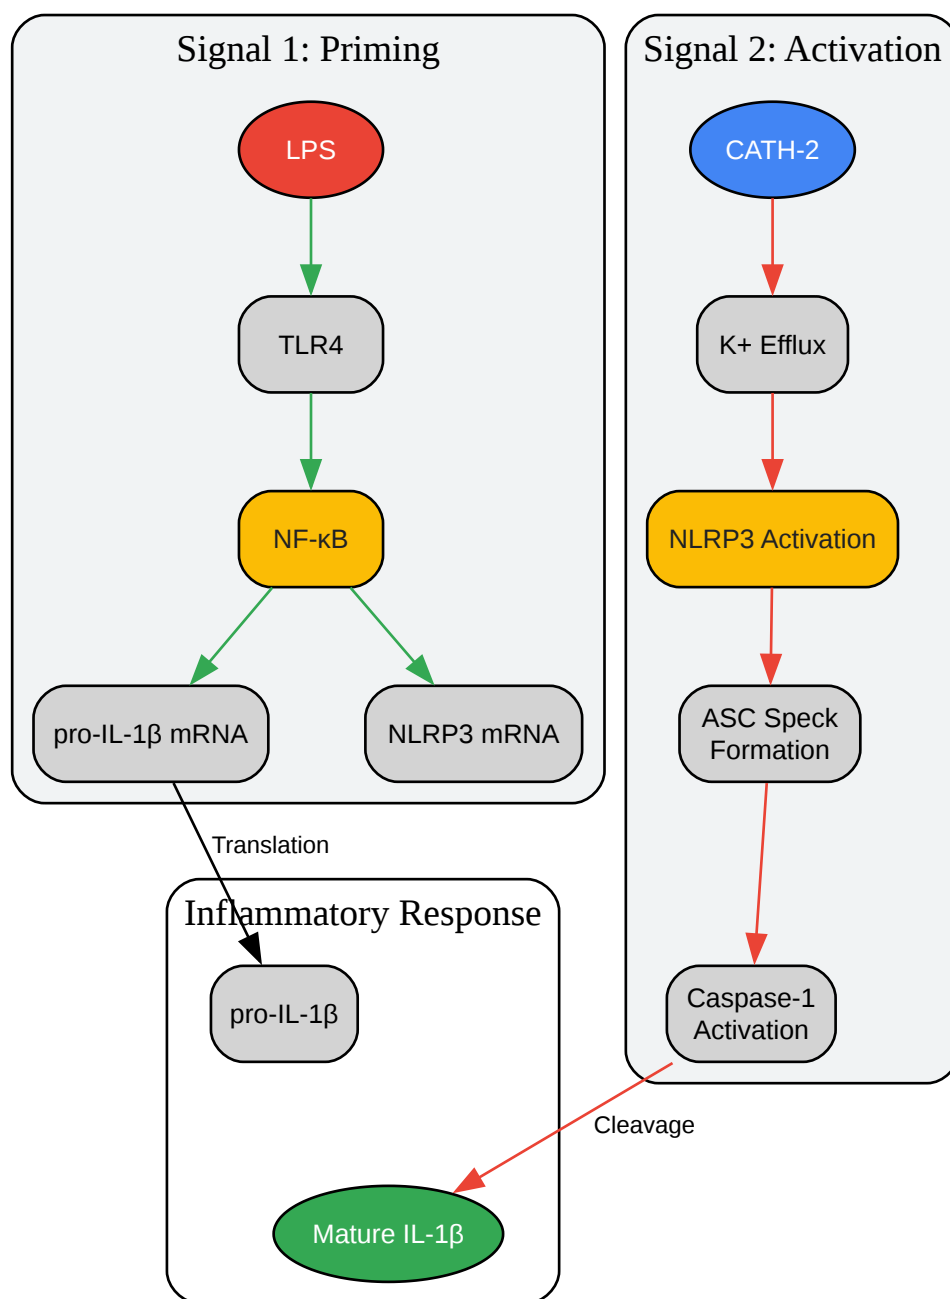 Signal 1: Priming
LPS
TLR4
NF-κB
pro-IL-1β mRNA
NLRP3 mRNA
Signal 2: Activation
CATH-2
K+ Efflux
NLRP3 Activation
ASC Speck
Formation
Caspase-1
Activation
Translation
Inflammatory Response
pro-IL-1β
Cleavage
Mature IL-1β